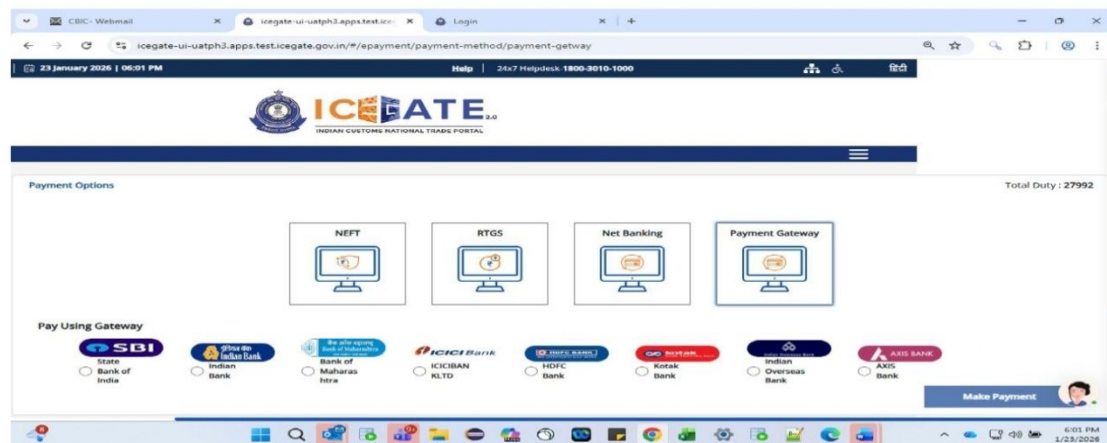 CBIC- Webmail
icegate-ui-uatph3.apps.test.ice
Login
icegate-ui-uatph3.apps.test.icegate.gov.in/#/epayment/payment-method/payment-getway
23 January 2026 | 06:01 PM
Help | 24x7 Helpdesk 1800-3010-1000
हिंदी
ICEGATE 2.0
INDIAN CUSTOMS NATIONAL TRADE PORTAL
Payment Options
Total Duty : 27992
NEFT
RTGS
Net Banking
Payment Gateway
Pay Using Gateway
SBI
State
Bank of
India
Indian Bank
Indian
Bank
Bank of Maharashtra
Bank of
Maharas
htra
ICICI Bank
ICICIBAN
KLTD
HDFC BANK
HDFC
Bank
kotak
Kotak
Bank
Indian Overseas Bank
Indian
Overseas
Bank
AXIS BANK
AXIS
Bank
Make Payment
6:01 PM
1/23/2026